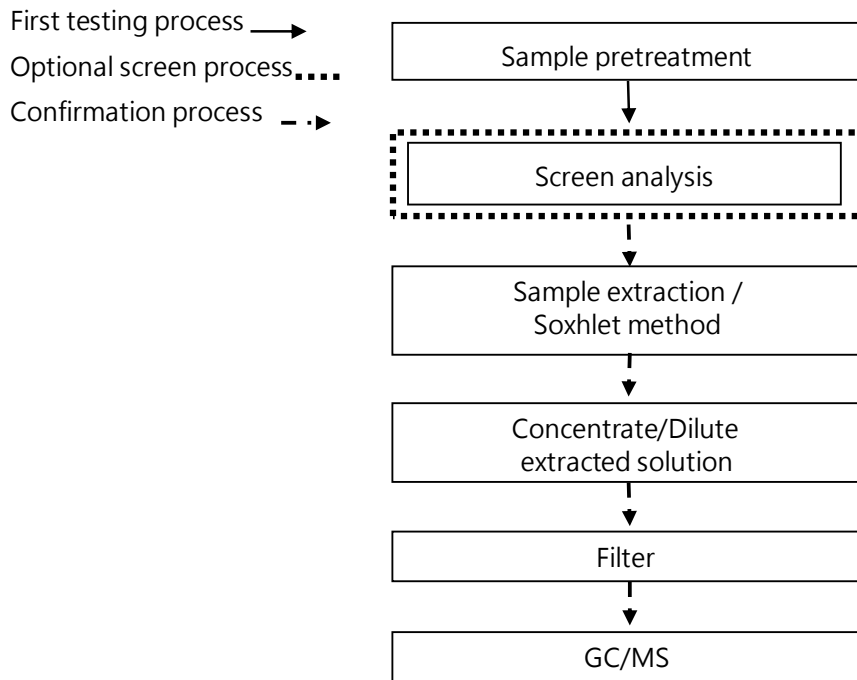 First testing process
Optional screen process
Confirmation process
Sample pretreatment
Screen analysis
Sample extraction /
Soxhlet method
Concentrate/Dilute
extracted solution
Filter
GC/MS